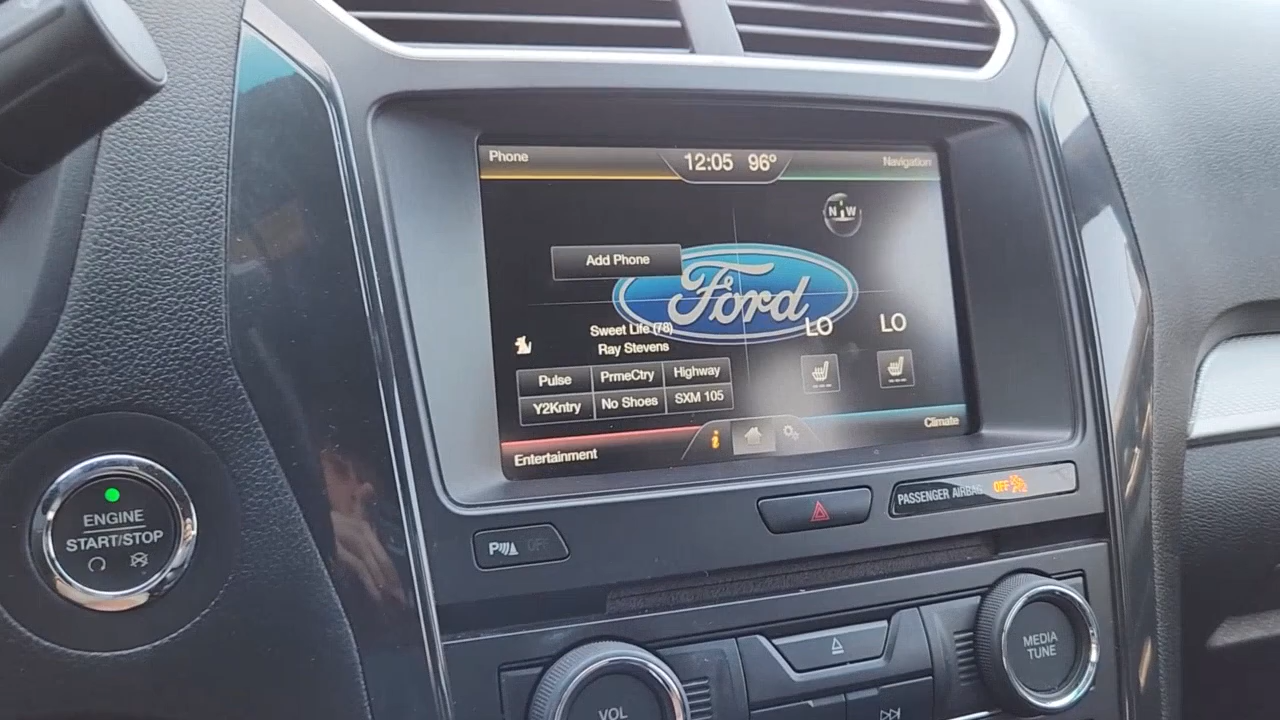 Phone
12:05 96°
Navigation
N W
Add Phone
Ford
Sweet Life (78)
Ray Stevens
LO
LO
Pulse
PrmeCtry
Highway
Y2Kntry
No Shoes
SXM 105
Climate
Entertainment
PASSENGER AIRBAG OFF
P OFF
ENGINE
START/STOP
MEDIA
TUNE
VOL